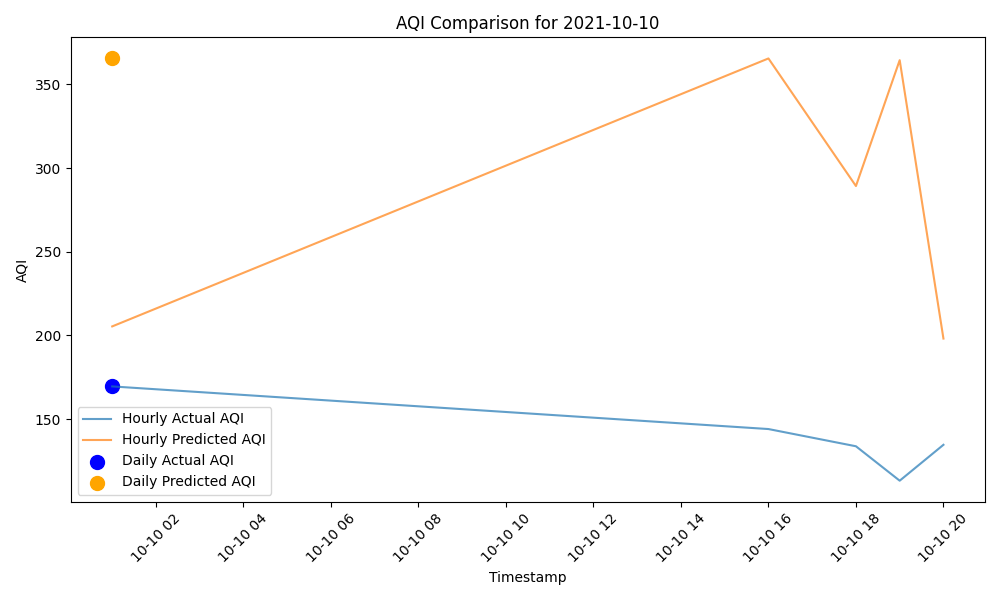 AQI Comparison for 2021-10-10
AQI
350
300
250
200
150
Hourly Actual AQI
Hourly Predicted AQI
Daily Actual AQI
Daily Predicted AQI
10-10 02
10-10 04
10-10 06
10-10 08
10-10 10
10-10 12
10-10 14
10-10 16
10-10 18
10-10 20
Timestamp